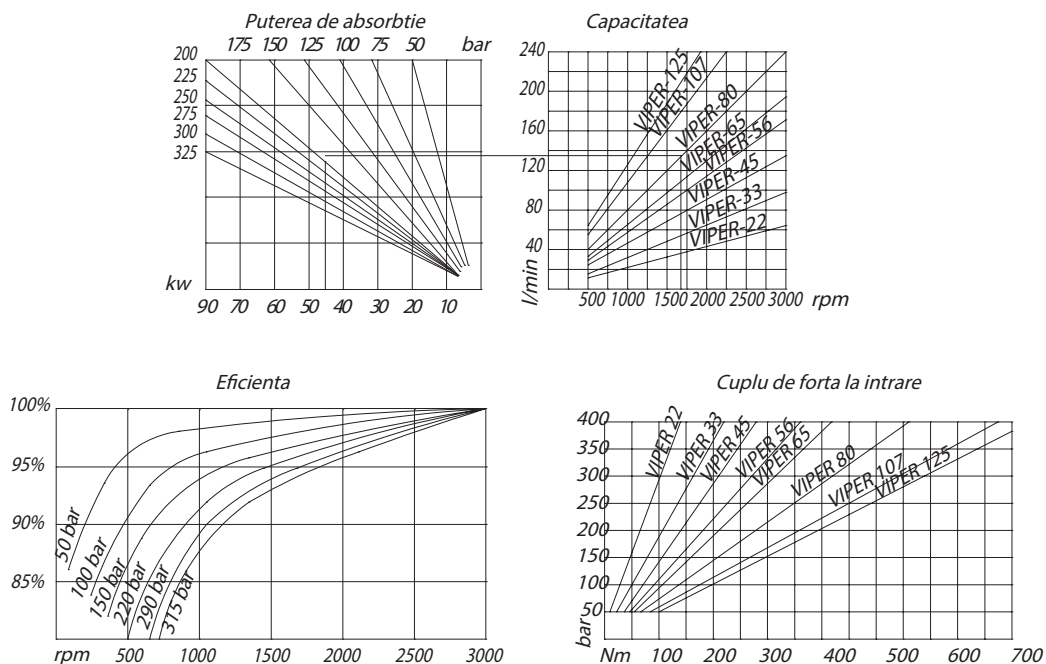 Puterea de absorbtie
175 150 125 100 75 50 bar
200
225
250
275
300
325
kw
90 70 60 50 40 30 20 10
Capacitatea
240
200
160
120
80
40
l/min
VIPER-125
VIPER-107
VIPER-80
VIPER-65
VIPER-56
VIPER-45
VIPER-33
VIPER-22
500 1000 1500 2000 2500 3000 rpm
Eficienta
100%
95%
90%
85%
50 bar
100 bar
150 bar
220 bar
290 bar
315 bar
rpm 500 1000 1500 2000 2500 3000
Cuplu de forta la intrare
400
350
300
250
200
150
100
50
bar
VIPER 22
VIPER 33
VIPER 45
VIPER 56
VIPER 65
VIPER 80
VIPER 107
VIPER 125
Nm 100 200 300 400 500 600 700